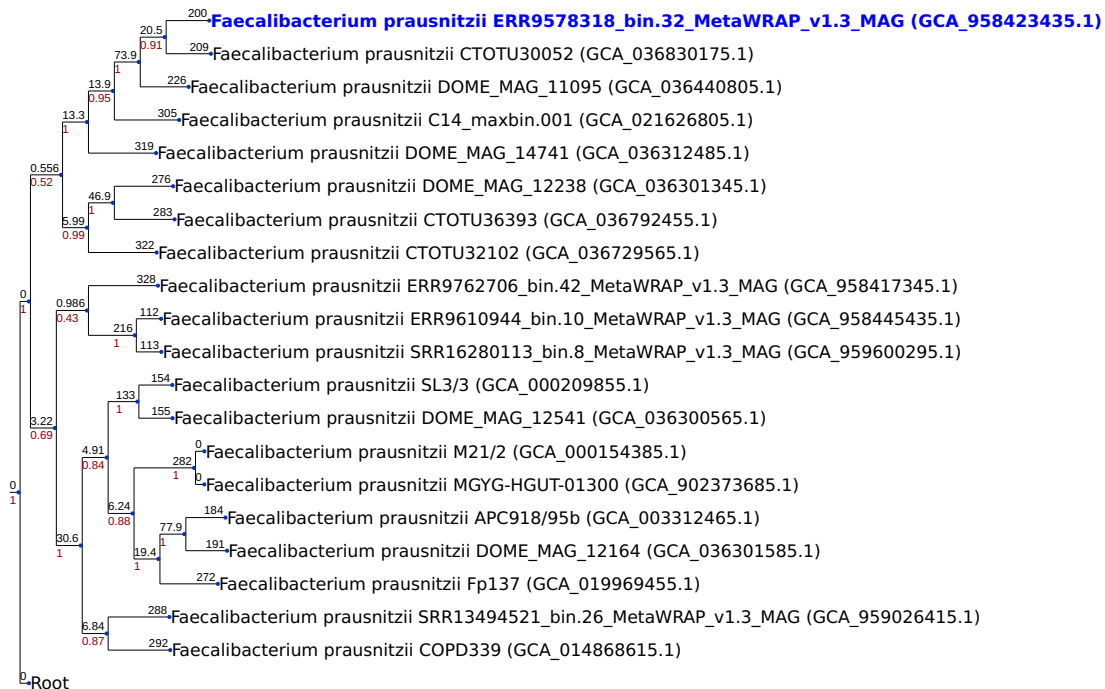 200 Faecalibacterium prausnitzii ERR9578318_bin.32_MetaWRAP_v1.3_MAG (GCA_958423435.1)
20.5
0.91
209 Faecalibacterium prausnitzii CTOTU30052 (GCA_036830175.1)
73.9
1
226 Faecalibacterium prausnitzii DOME_MAG_11095 (GCA_036440805.1)
13.9
0.95
305 Faecalibacterium prausnitzii C14_maxbin.001 (GCA_021626805.1)
13.3
1
319 Faecalibacterium prausnitzii DOME_MAG_14741 (GCA_036312485.1)
0.556
0.52
276 Faecalibacterium prausnitzii DOME_MAG_12238 (GCA_036301345.1)
46.9
1
283 Faecalibacterium prausnitzii CTOTU36393 (GCA_036792455.1)
5.99
0.99
322 Faecalibacterium prausnitzii CTOTU32102 (GCA_036729565.1)
328 Faecalibacterium prausnitzii ERR9762706_bin.42_MetaWRAP_v1.3_MAG (GCA_958417345.1)
0
1
0.986
0.43
112 Faecalibacterium prausnitzii ERR9610944_bin.10_MetaWRAP_v1.3_MAG (GCA_958445435.1)
216
1
113 Faecalibacterium prausnitzii SRR16280113_bin.8_MetaWRAP_v1.3_MAG (GCA_959600295.1)
154 Faecalibacterium prausnitzii SL3/3 (GCA_000209855.1)
133
1
155 Faecalibacterium prausnitzii DOME_MAG_12541 (GCA_036300565.1)
3.22
0.69
4.91
0.84
0 Faecalibacterium prausnitzii M21/2 (GCA_000154385.1)
282
1
0 Faecalibacterium prausnitzii MGYG-HGUT-01300 (GCA_902373685.1)
0
1
6.24
0.88
184 Faecalibacterium prausnitzii APC918/95b (GCA_003312465.1)
77.9
1
191 Faecalibacterium prausnitzii DOME_MAG_12164 (GCA_036301585.1)
30.6
1
19.4
1
272 Faecalibacterium prausnitzii Fp137 (GCA_019969455.1)
288 Faecalibacterium prausnitzii SRR13494521_bin.26_MetaWRAP_v1.3_MAG (GCA_959026415.1)
6.84
0.87
292 Faecalibacterium prausnitzii COPD339 (GCA_014868615.1)
0 Root